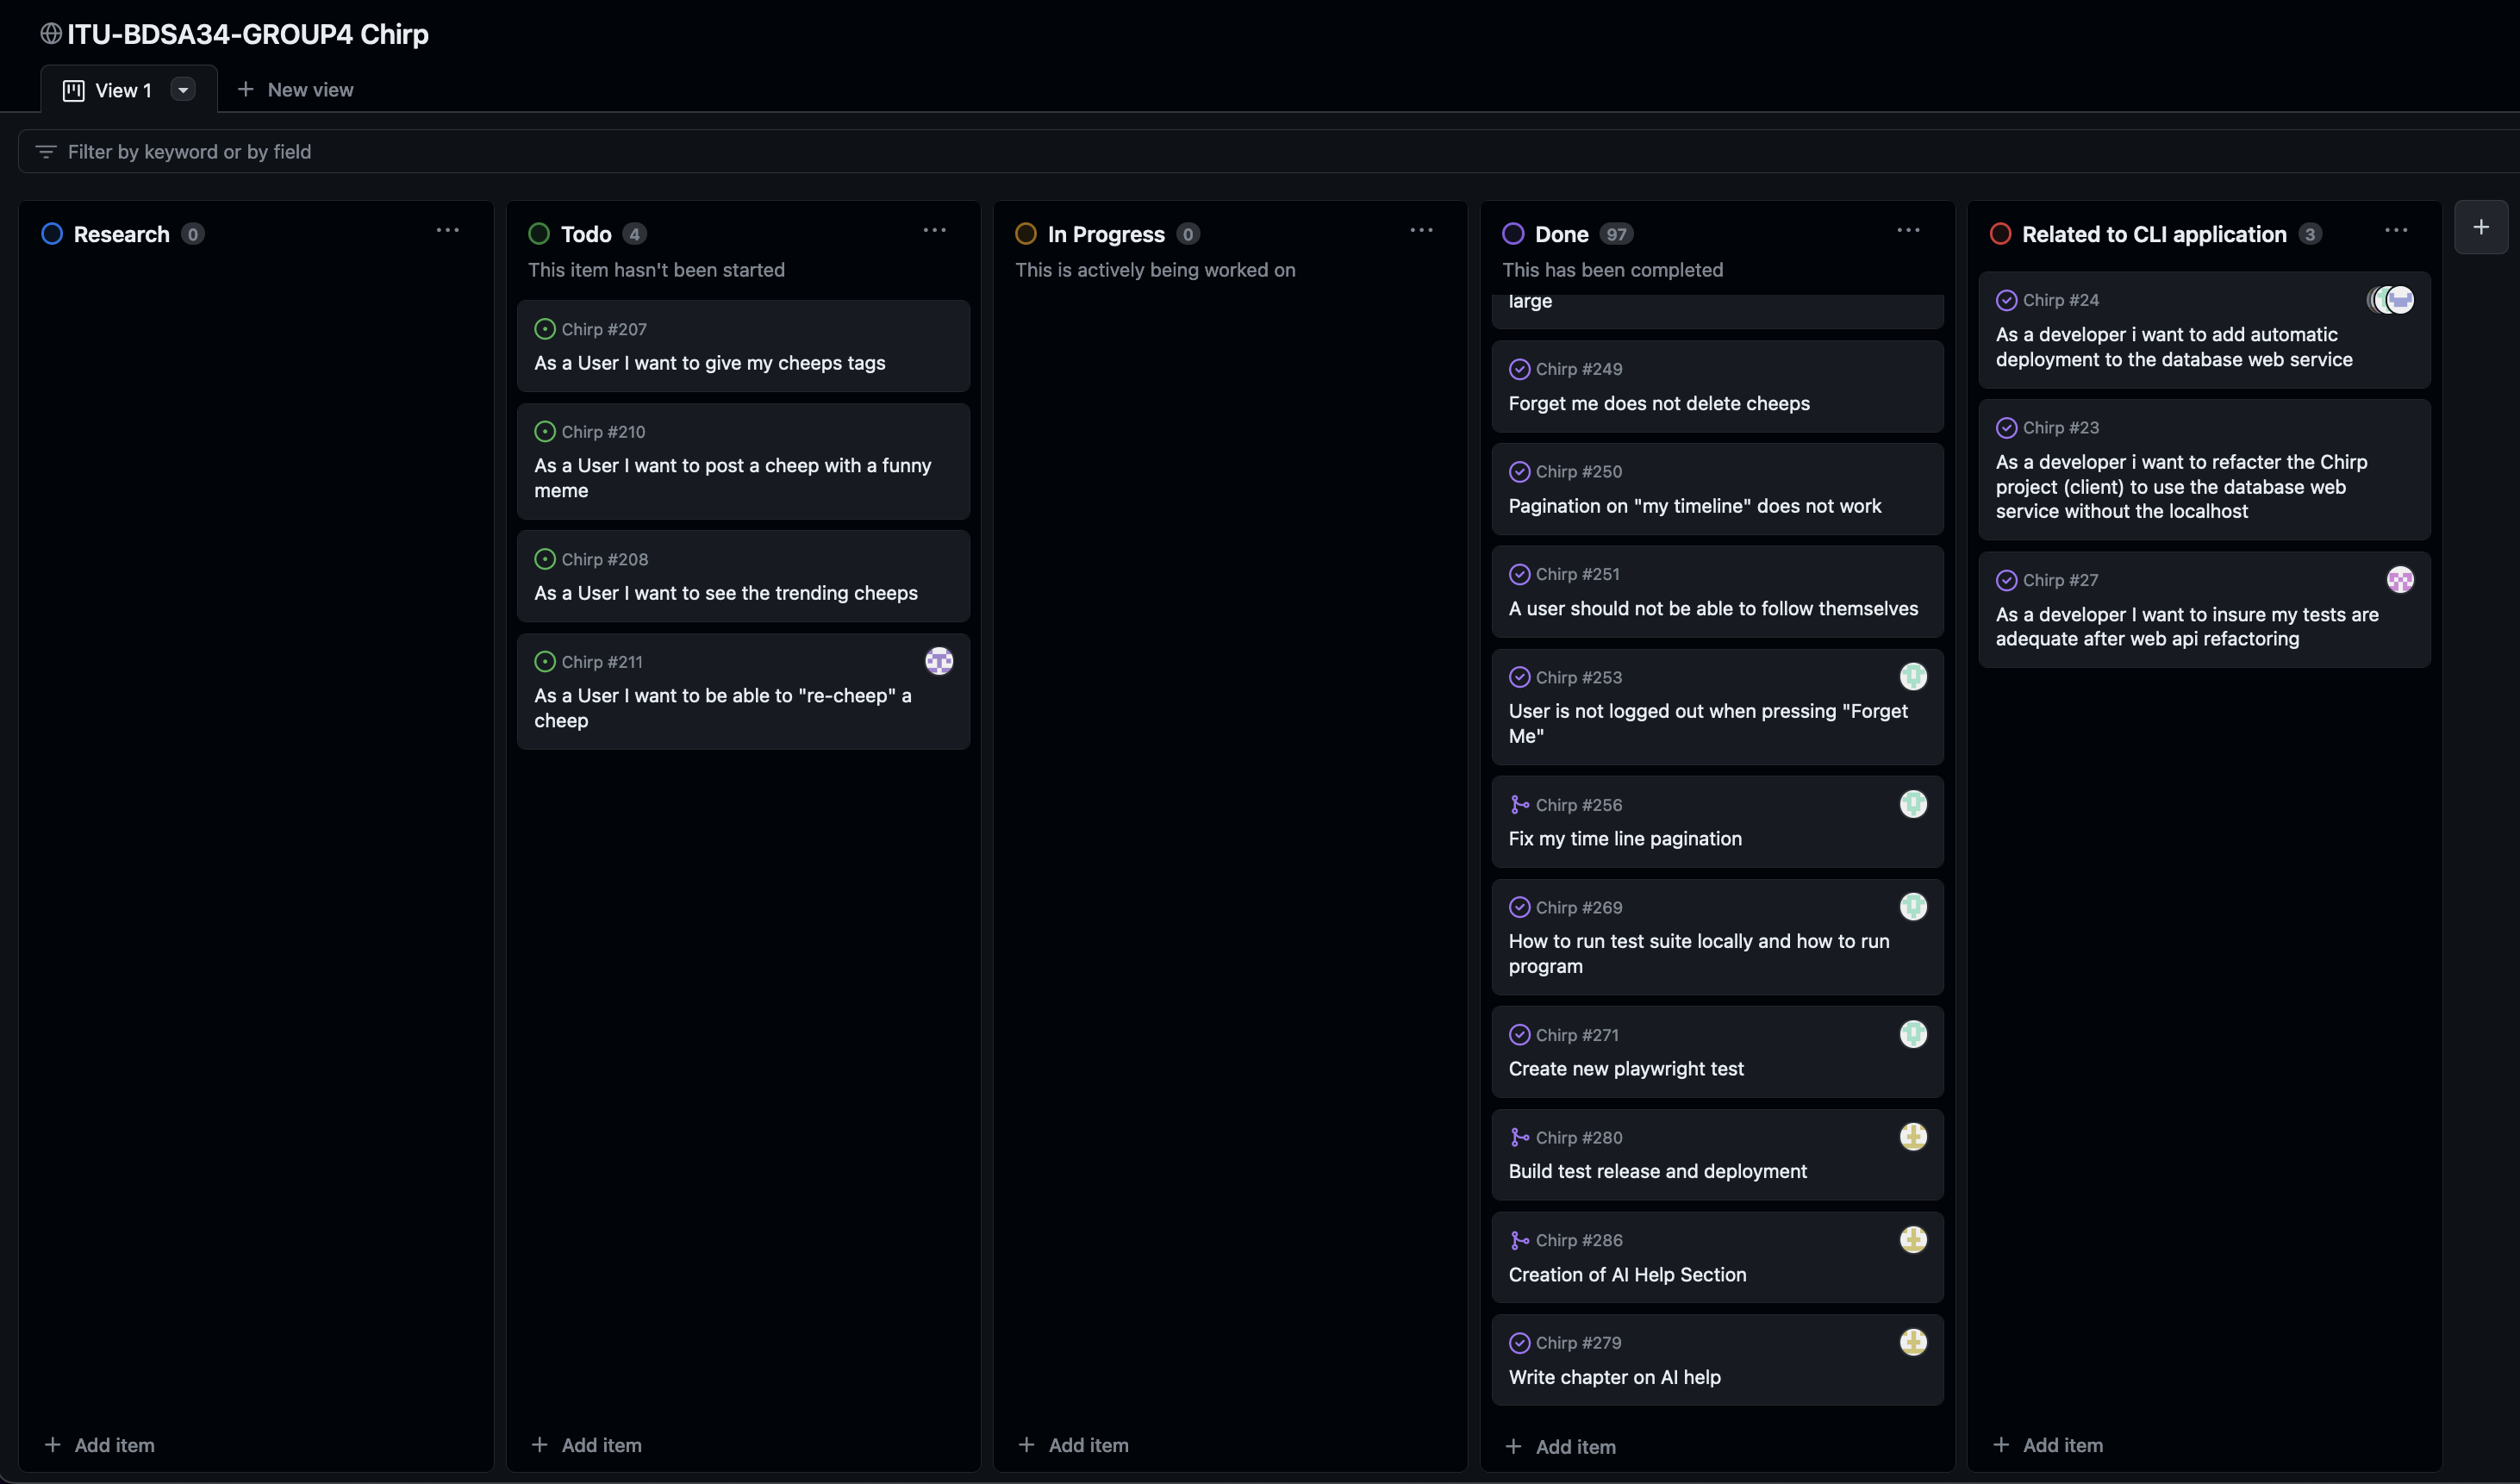 ITU-BDSA34-GROUP4 Chirp
View 1
New view
Filter by keyword or by field
Research 0
Add item
Todo 4
This item hasn't been started
Chirp #207
As a User I want to give my cheeps tags
Chirp #210
As a User I want to post a cheep with a funny
meme
Chirp #208
As a User I want to see the trending cheeps
Chirp #211
As a User I want to be able to "re-cheep" a
cheep
Add item
In Progress 0
This is actively being worked on
Add item
Done 97
This has been completed
large
Chirp #249
Forget me does not delete cheeps
Chirp #250
Pagination on "my timeline" does not work
Chirp #251
A user should not be able to follow themselves
Chirp #253
User is not logged out when pressing "Forget
Me"
Chirp #256
Fix my time line pagination
Chirp #269
How to run test suite locally and how to run
program
Chirp #271
Create new playwright test
Chirp #280
Build test release and deployment
Chirp #286
Creation of AI Help Section
Chirp #279
Write chapter on AI help
Add item
Related to CLI application 3
Chirp #24
As a developer i want to add automatic
deployment to the database web service
Chirp #23
As a developer i want to refacter the Chirp
project (client) to use the database web
service without the localhost
Chirp #27
As a developer I want to insure my tests are
adequate after web api refactoring
Add item